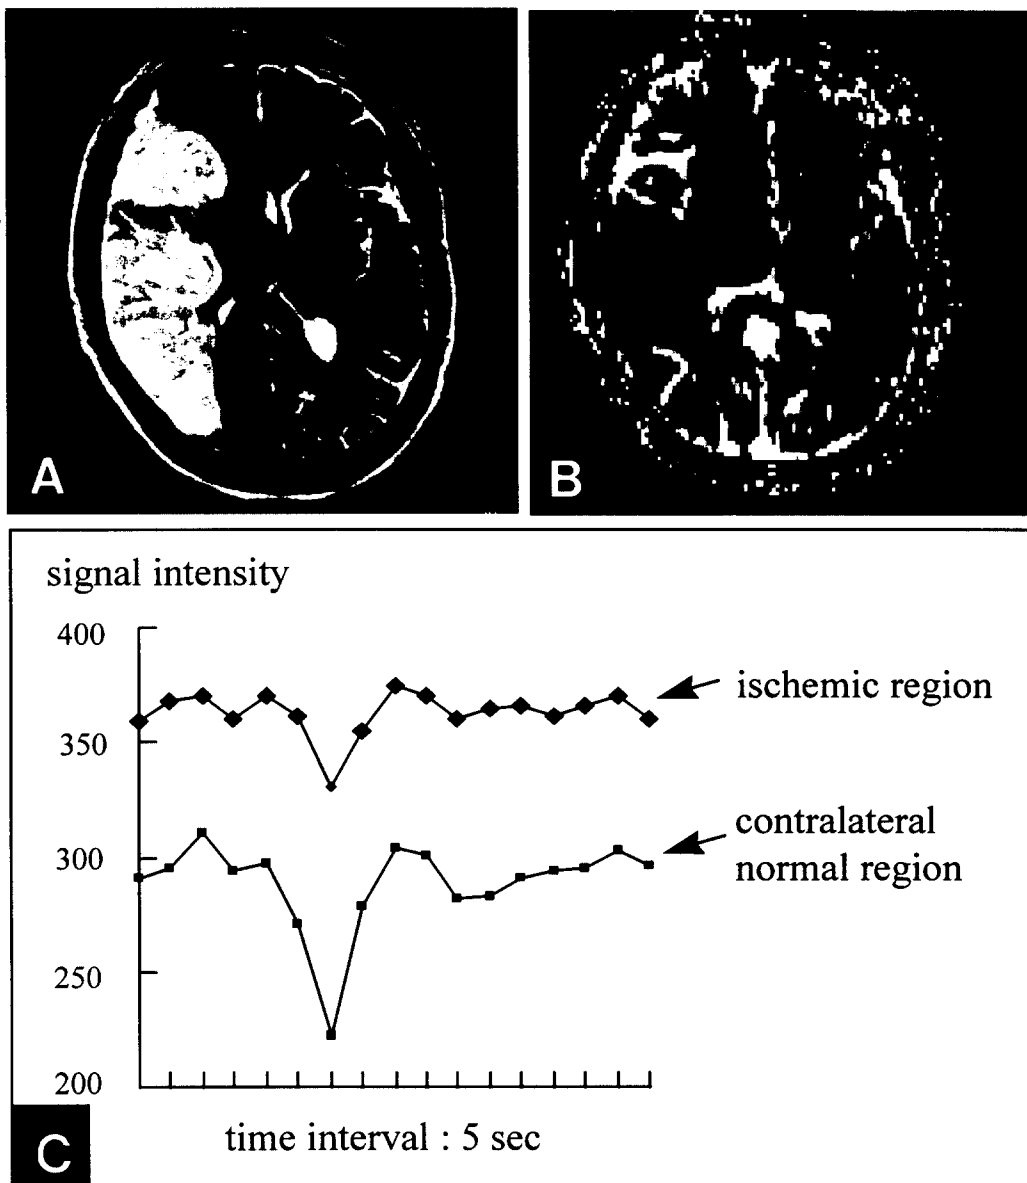 A
B
signal intensity
400
350
300
250
200
ischemic region
contralateral
normal region
time interval : 5 sec
C